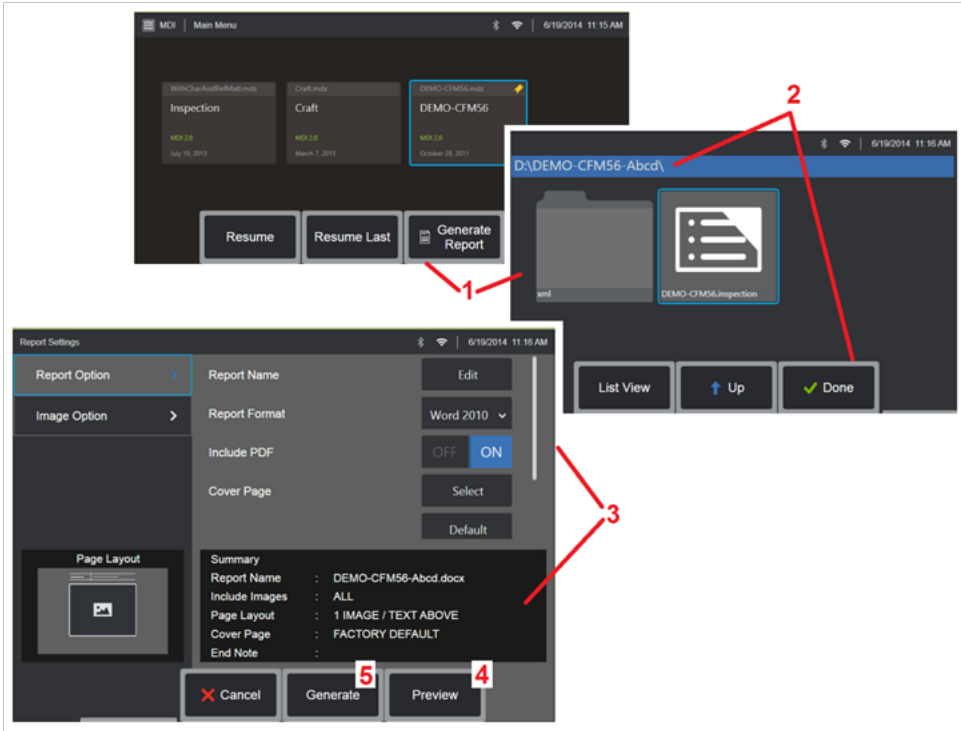 MDI | Main Menu
6/19/2014 11:15 AM
WithCharAndRefMatl.mdz
Inspection
MDI 2.0
July 10, 2013
Craft.mdz
Craft
MDI 2.0
March 7, 2013
DEMO-CFM56.mdz
DEMO-CFM56
MDI 2.0
October 28, 2011
Resume
Resume Last
Generate
Report
1
2
6/19/2014 11:16 AM
D:\DEMO-CFM56-Abcd\
xml
DEMO-CFM56.inspection
List View
Up
Done
Report Settings
6/19/2014 11:16 AM
Report Option
Image Option
Report Name
Edit
Report Format
Word 2010
Include PDF
OFF ON
Cover Page
Select
Default
3
Page Layout
Summary
Report Name : DEMO-CFM56-Abcd.docx
Include Images : ALL
Page Layout : 1 IMAGE / TEXT ABOVE
Cover Page : FACTORY DEFAULT
End Note :
Cancel
Generate
5
Preview
4